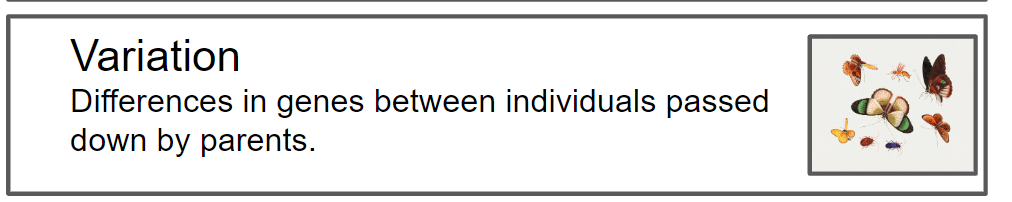 Variation
Differences in genes between individuals passed
down by parents.